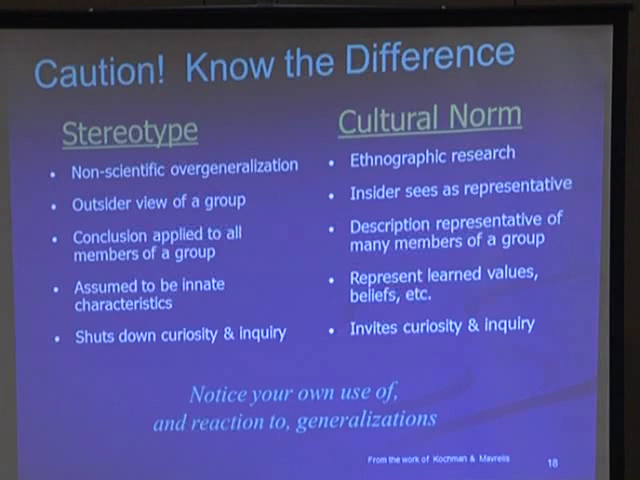 Caution! Know the Difference
Stereotype
• Non-scientific overgeneralization
• Outsider view of a group
• Conclusion applied to all
members of a group
• Assumed to be innate
characteristics
• Shuts down curiosity & inquiry
Cultural Norm
• Ethnographic research
• Insider sees as representative
• Description representative of
many members of a group
• Represent learned values,
beliefs, etc.
• Invites curiosity & inquiry
Notice your own use of,
and reaction to, generalizations
From the work of Kochman & Mavrelis
18